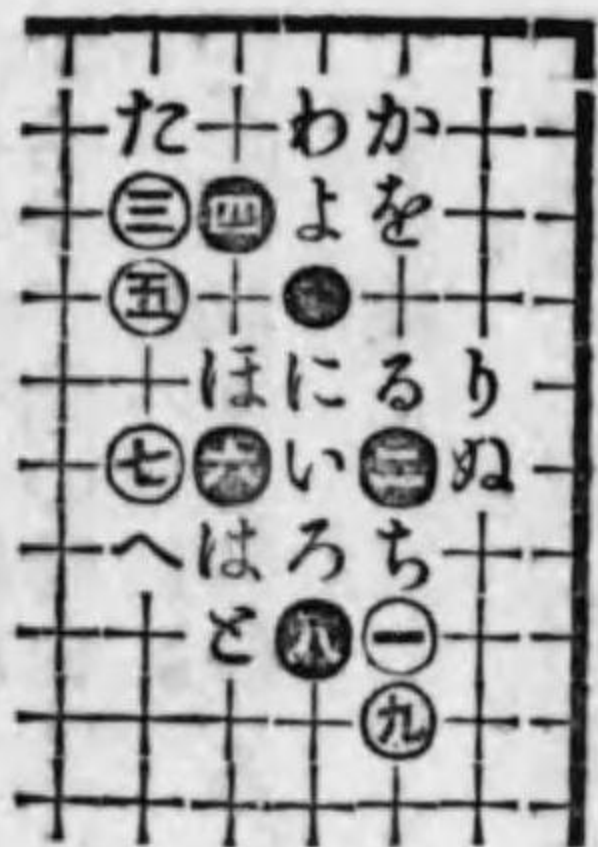 た わ か
三 四 よ を
五
ほ に る り
七 六 い 二 ぬ
へ は ろ ち
と 八 一
九